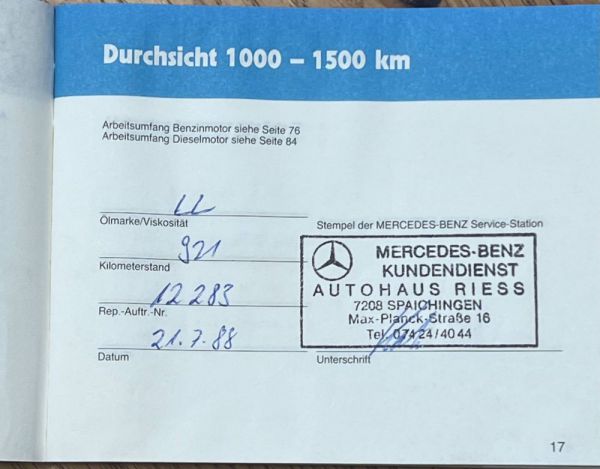 Durchsicht 1000 – 1500 km
Arbeitsumfang Benzinmotor siehe Seite 76
Arbeitsumfang Dieselmotor siehe Seite 84
LL
Ölmarke/Viskosität
921
Kilometerstand
12 283
Rep.-Auftr.-Nr.
21.7.88
Datum
Stempel der MERCEDES-BENZ Service-Station
MERCEDES-BENZ
KUNDENDIENST
AUTOHAUS RIESS
7208 SPAICHINGEN
Max-Planck-Straße 16
Tel. 07424/4044
Unterschrift
17